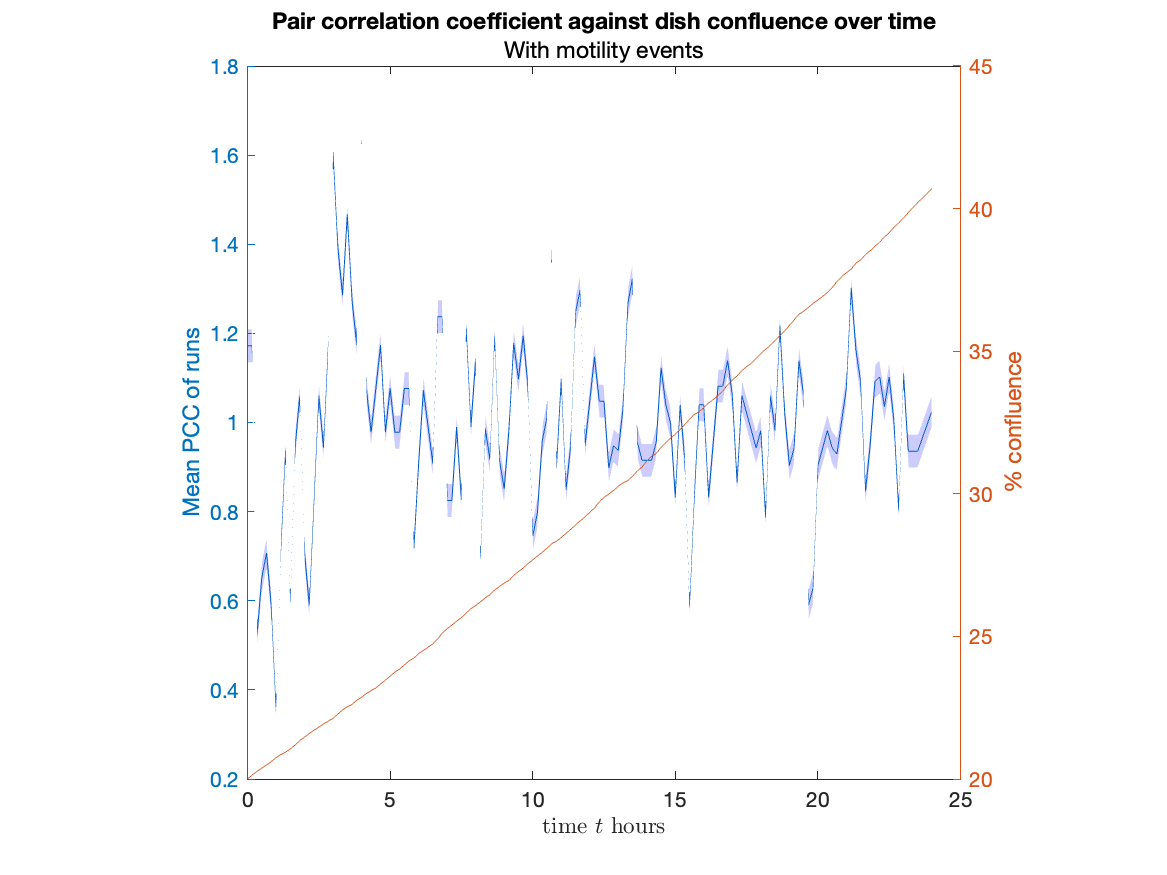 Pair correlation coefficient against dish confluence over time
With motility events
1.8
1.6
1.4
1.2
1
0.8
0.6
0.4
0.2
Mean PCC of runs
45
40
35
30
25
20
% confluence
0 5 10 15 20 25
time t hours